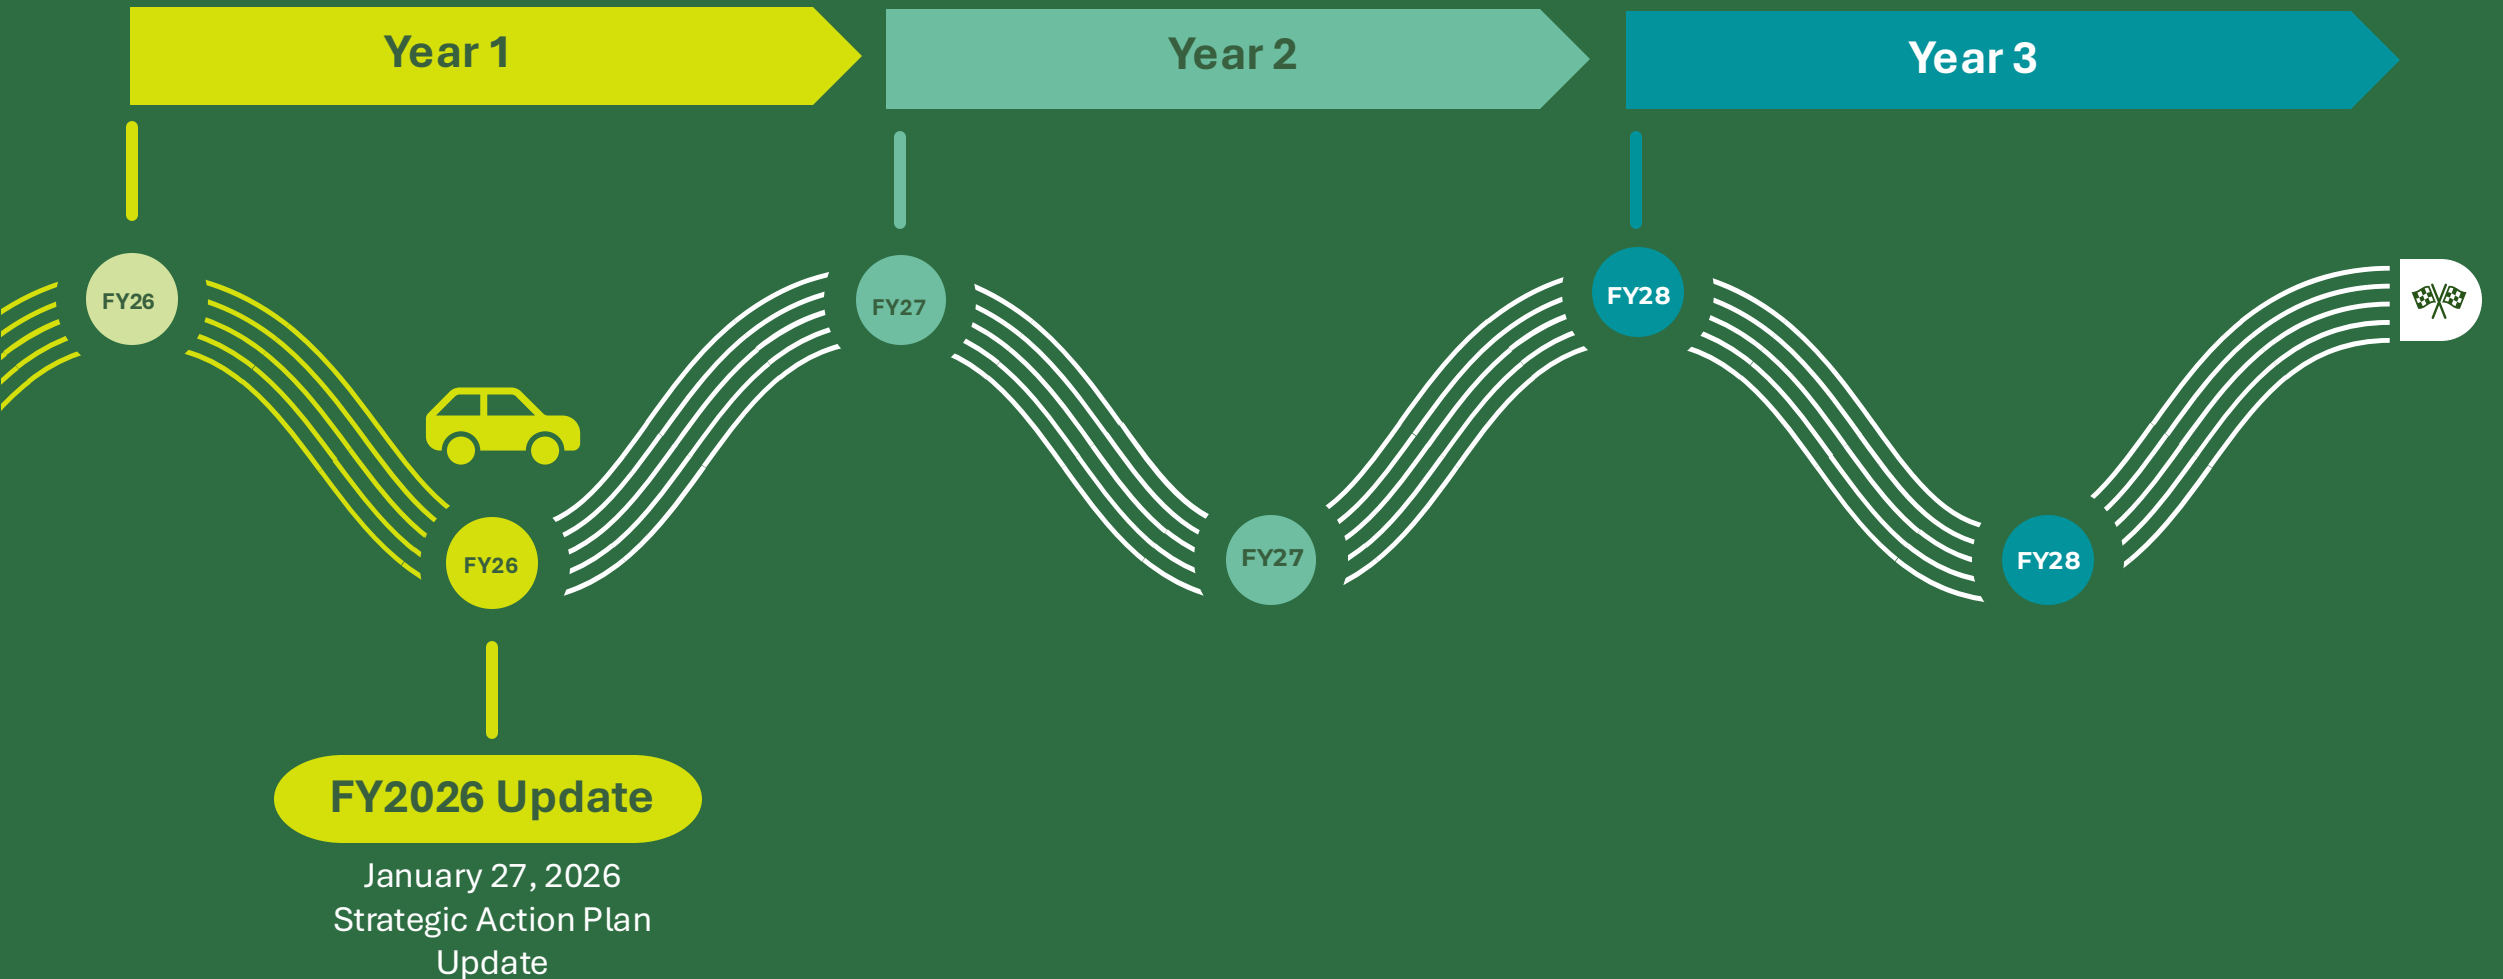 Year 1
Year 2
Year 3
FY26
FY27
FY28
FY26
FY27
FY28
FY2026 Update
January 27, 2026
Strategic Action Plan
Update